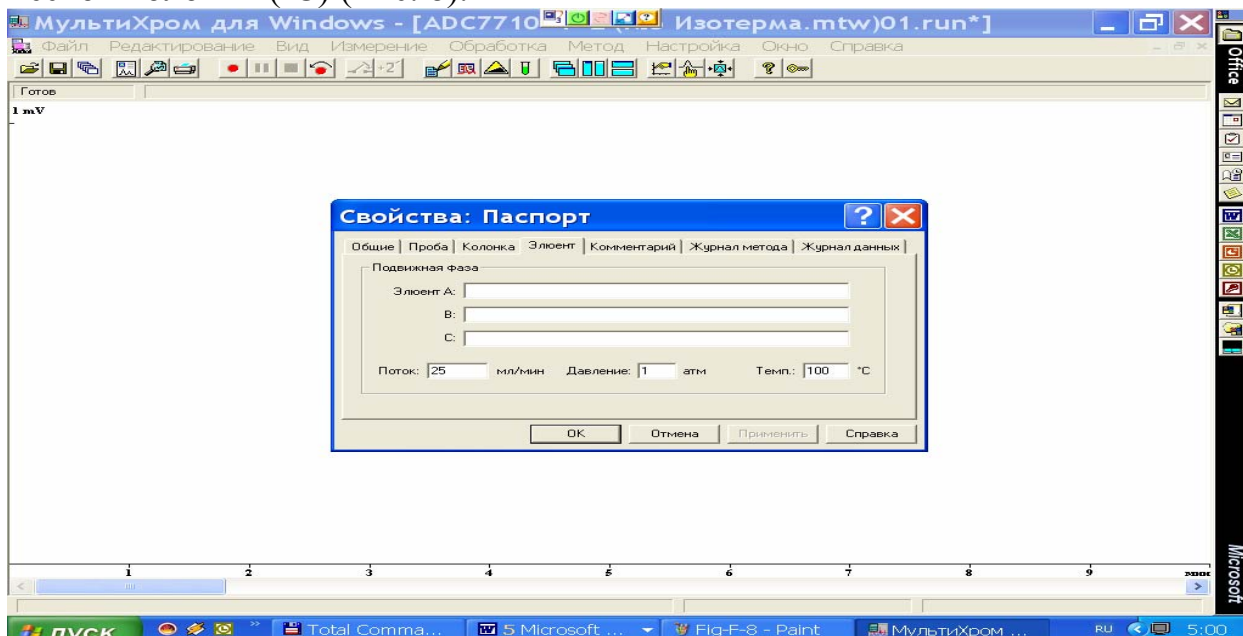 МультиХром для Windows - [ADC7710 Изотерма.mtw)01.run*]
Файл Редактирование Вид Измерение Обработка Метод Настройка Окно Справка
Готов
1 mV
Свойства: Паспорт
Общие Проба Колонка Элюент Комментарий Журнал метода Журнал данных
Подвижная фаза
Элюент А:
В:
С:
Поток: 25 мл/мин Давление: 1 атм Темп.: 100 °С
ОК Отмена Применить Справка
1 2 3 4 5 6 7 8 9 мин
пуск Total Comma... 5 Microsoft ... Fig-F-8 - Paint МультиХром ... RU 5:00
Office
Microsoft